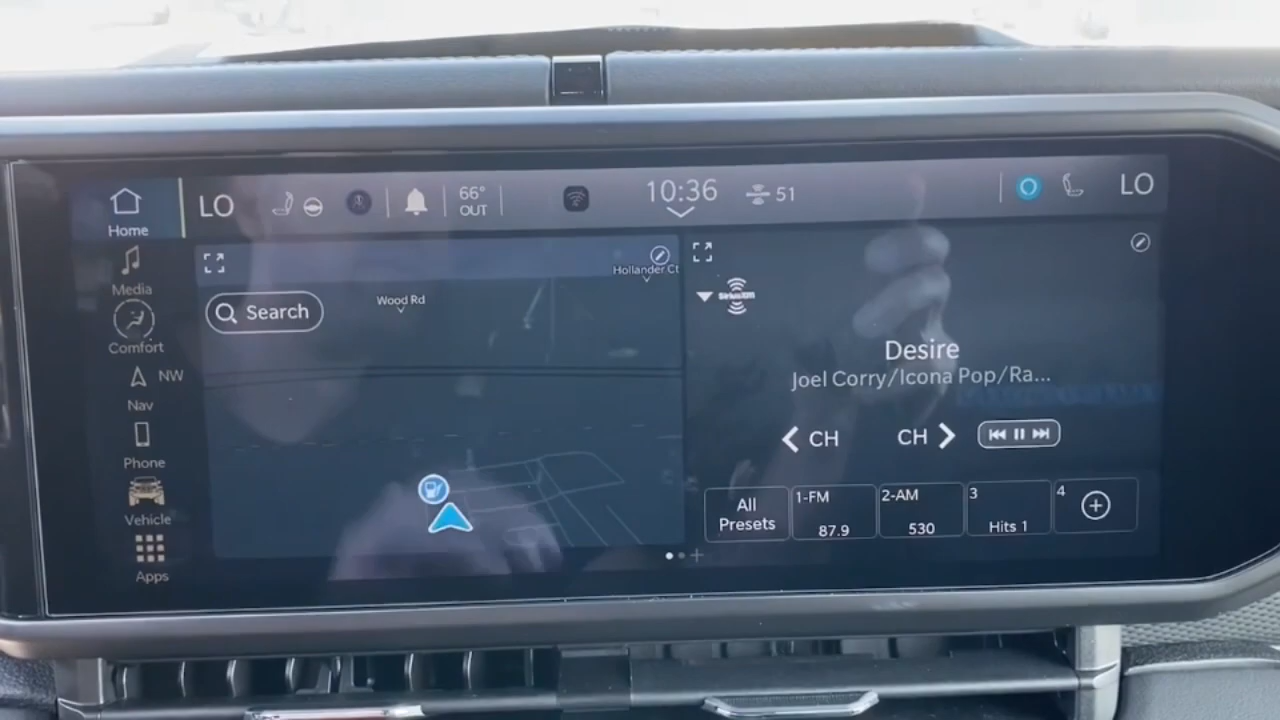 Home
LO
66°
OUT
10:36
51
LO
Media
Comfort
NW
Nav
Phone
Vehicle
Apps
Hollander Ct
Search
Wood Rd
SiriusXM
Desire
Joel Corry/Icona Pop/Ra...
CH
CH
All
Presets
1-FM
87.9
2-AM
530
3
Hits 1
4